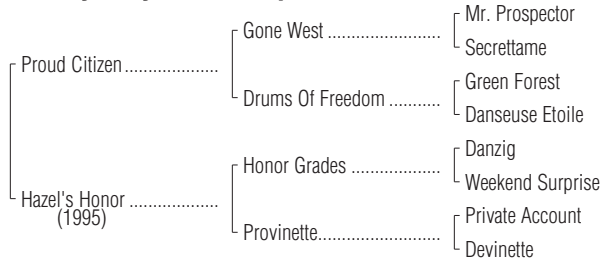 Mr. Prospector
Gone West
Secrettame
Proud Citizen
Green Forest
Drums Of Freedom
Danseuse Etoile
Danzig
Honor Grades
Weekend Surprise
Hazel's Honor
(1995)
Private Account
Provinette
Devinette